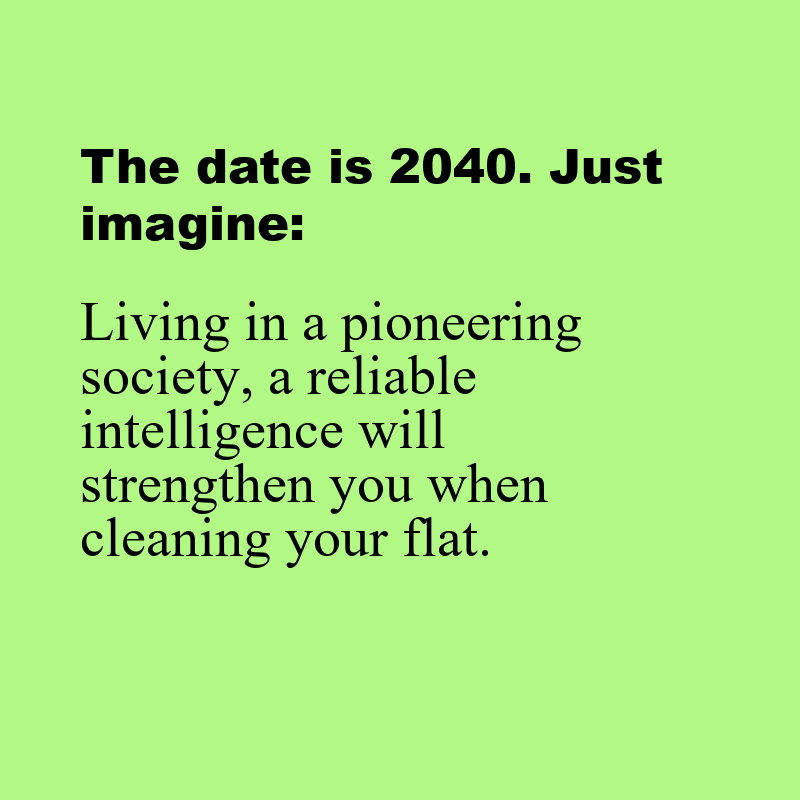 The date is 2040. Just
imagine:
Living in a pioneering
society, a reliable
intelligence will
strengthen you when
cleaning your flat.